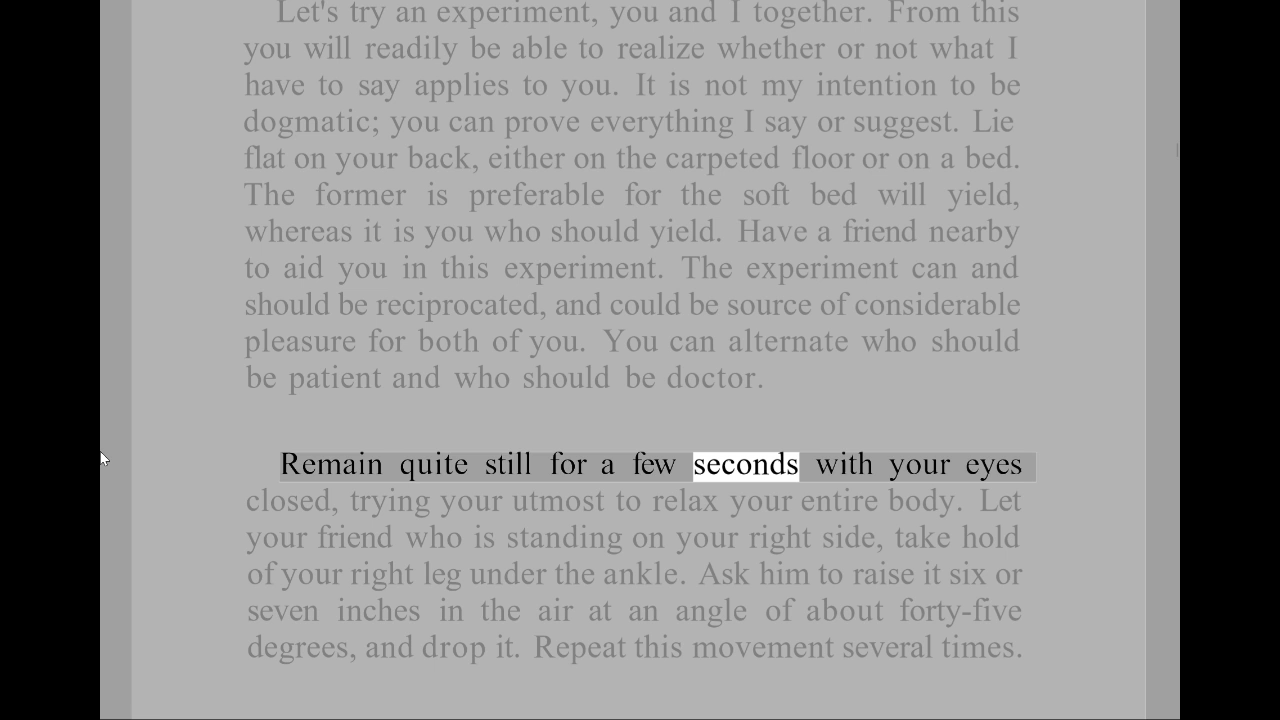 Let's try an experiment, you and I together. From this
you will readily be able to realize whether or not what I
have to say applies to you. It is not my intention to be
dogmatic; you can prove everything I say or suggest. Lie
flat on your back, either on the carpeted floor or on a bed.
The former is preferable for the soft bed will yield,
whereas it is you who should yield. Have a friend nearby
to aid you in this experiment. The experiment can and
should be reciprocated, and could be source of considerable
pleasure for both of you. You can alternate who should
be patient and who should be doctor.
Remain quite still for a few seconds with your eyes
closed, trying your utmost to relax your entire body. Let
your friend who is standing on your right side, take hold
of your right leg under the ankle. Ask him to raise it six or
seven inches in the air at an angle of about forty-five
degrees, and drop it. Repeat this movement several times.